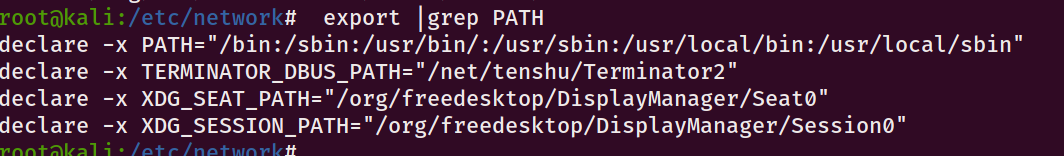 root@kali:/etc/network#  export |grep PATH
declare -x PATH="/bin:/sbin:/usr/bin/:/usr/sbin:/usr/local/bin:/usr/local/sbin"
declare -x TERMINATOR_DBUS_PATH="/net/tenshu/Terminator2"
declare -x XDG_SEAT_PATH="/org/freedesktop/DisplayManager/Seat0"
declare -x XDG_SESSION_PATH="/org/freedesktop/DisplayManager/Session0"
root@kali:/etc/network#